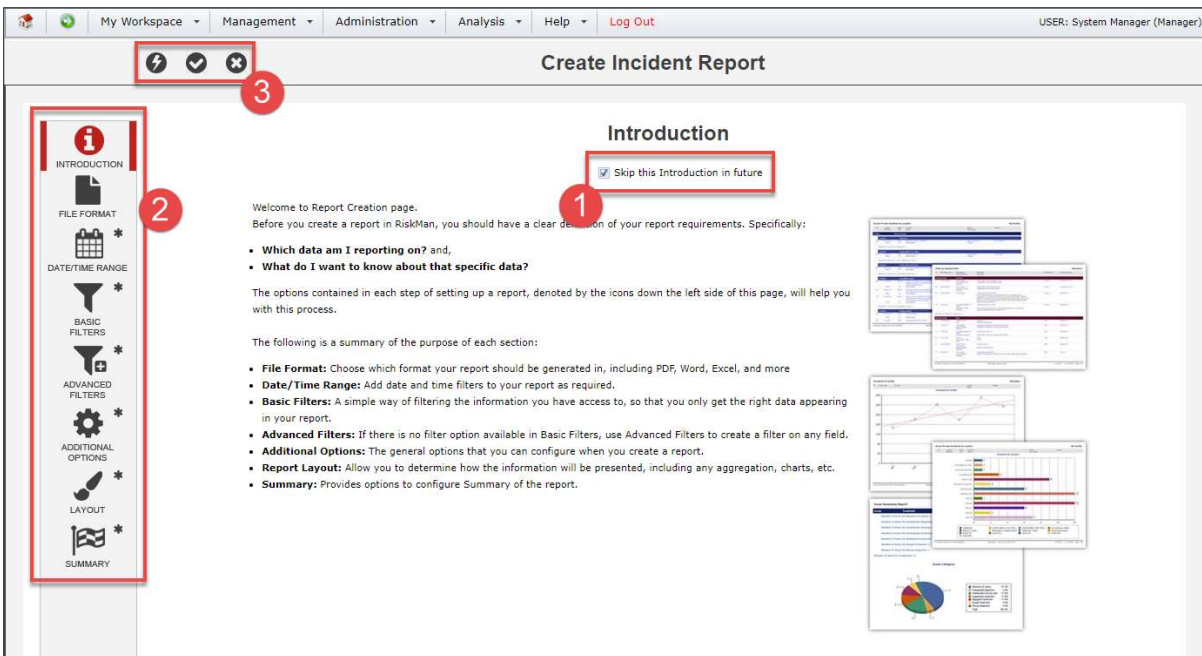 My Workspace Management Administration Analysis Help Log Out USER: System Manager (Manager)
Create Incident Report
3
INTRODUCTION
FILE FORMAT
DATE/TIME RANGE
BASIC
FILTERS
ADVANCED
FILTERS
ADDITIONAL
OPTIONS
LAYOUT
SUMMARY
2
Introduction
Skip this Introduction in future
1
Welcome to Report Creation page.
Before you create a report in RiskMan, you should have a clear of your report requirements. Specifically:
• Which data am I reporting on? and,
• What do I want to know about that specific data?
The options contained in each step of setting up a report, denoted by the icons down the left side of this page, will help you
with this process.
The following is a summary of the purpose of each section:
• File Format: Choose which format your report should be generated in, including PDF, Word, Excel, and more
• Date/Time Range: Add date and time filters to your report as required.
• Basic Filters: A simple way of filtering the information you have access to, so that you only get the right data appearing
in your report.
• Advanced Filters: If there is no filter option available in Basic Filters, use Advanced Filters to create a filter on any field.
• Additional Options: The general options that you can configure when you create a report.
• Report Layout: Allow you to determine how the information will be presented, including any aggregation, charts, etc.
• Summary: Provides options to configure Summary of the report.